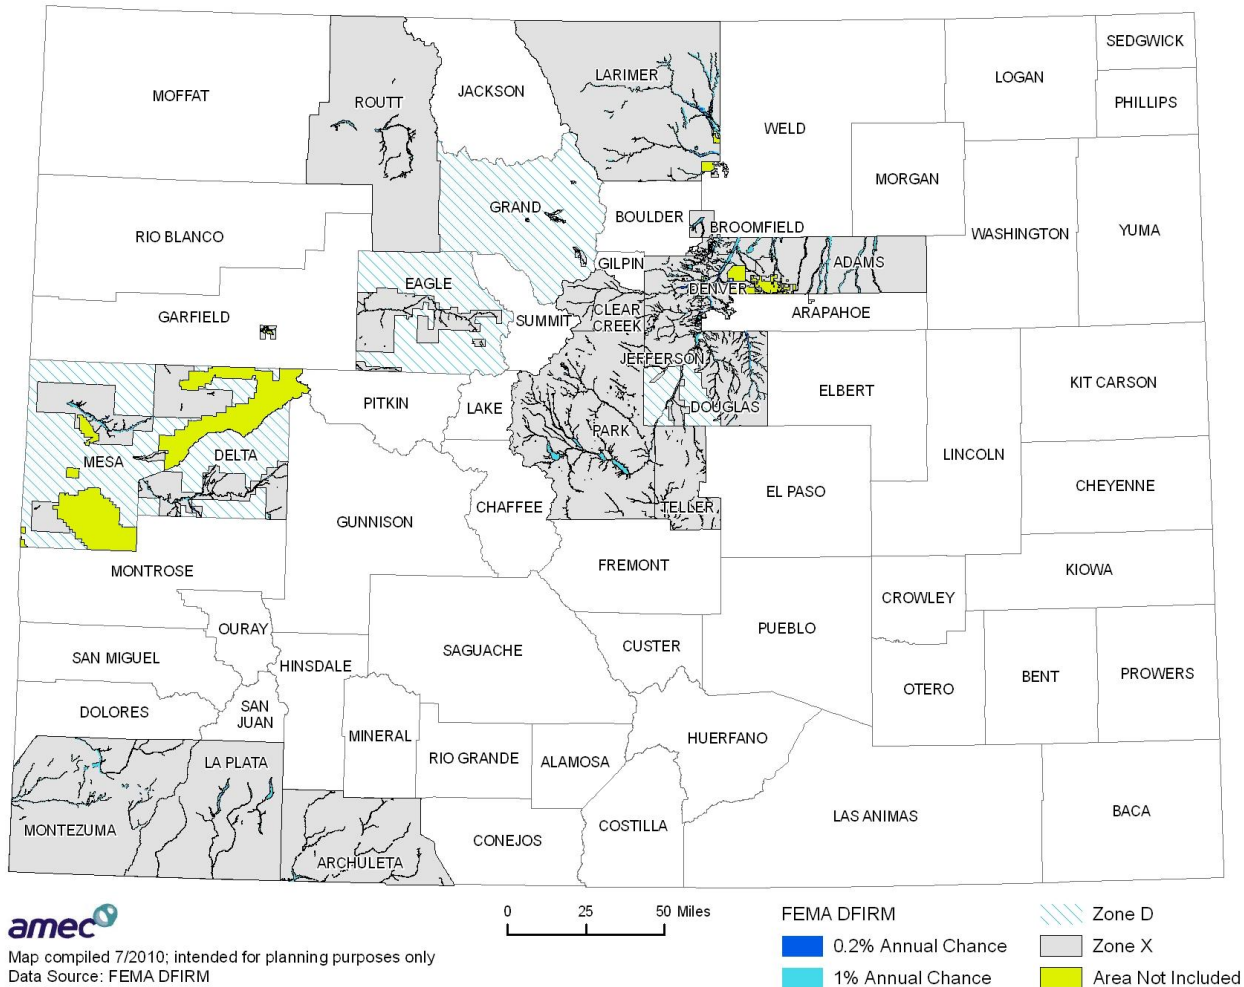 SEDGWICK
LOGAN
LARIMER
MOFFAT
JACKSON
ROUTT
PHILLIPS
WELD
MORGAN
GRAND
BOULDER
BROOMFIELD
YUMA
WASHINGTON
RIO BLANCO
GILPIN
ADAMS
EAGLE
DENVER
CLEAR
CREEK
ARAPAHOE
GARFIELD
SUMMIT
JEFFERSON
KIT CARSON
ELBERT
PITKIN
LAKE
DOUGLAS
PARK
MESA
DELTA
LINCOLN
CHEYENNE
EL PASO
CHAFFEE
TELLER
GUNNISON
FREMONT
MONTROSE
KIOWA
CROWLEY
OURAY
PUEBLO
CUSTER
SAGUACHE
SAN MIGUEL
HINSDALE
PROWERS
BENT
OTERO
DOLORES
SAN
JUAN
MINERAL
HUERFANO
RIO GRANDE
ALAMOSA
LA PLATA
BACA
LAS ANIMAS
MONTEZUMA
COSTILLA
CONEJOS
ARCHULETA
amec
0 25 50 Miles
Map compiled 7/2010; intended for planning purposes only
Data Source: FEMA DFIRM
FEMA DFIRM
0.2% Annual Chance
1% Annual Chance
Zone D
Zone X
Area Not Included